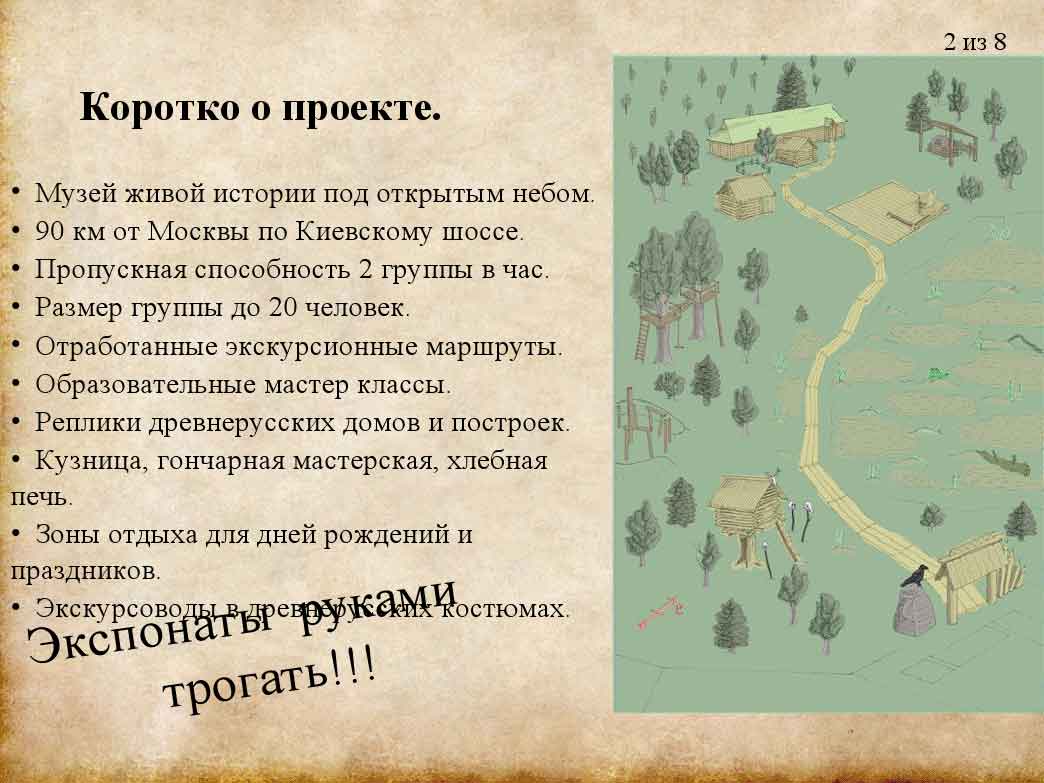 2 из 8
Коротко о проекте.
• Музей живой истории под открытым небом.
• 90 км от Москвы по Киевскому шоссе.
• Пропускная способность 2 группы в час.
• Размер группы до 20 человек.
• Отработанные экскурсионные маршруты.
• Образовательные мастер классы.
• Реплики древнерусских домов и построек.
• Кузница, гончарная мастерская, хлебная
печь.
• Зоны отдыха для дней рождений и
праздников.
• Экскурсоводы в древнерусских костюмах.
Экспонаты руками
трогать!!!